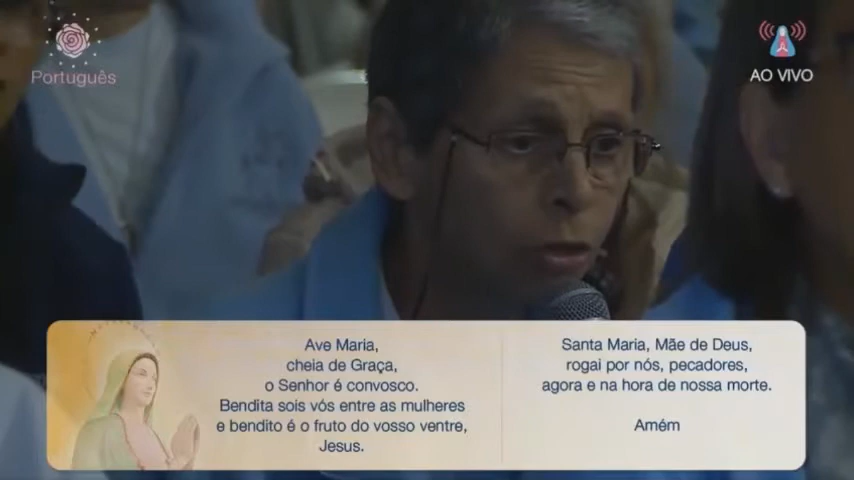 Português
AO VIVO
Ave Maria,
cheia de Graça,
o Senhor é convosco.
Bendita sois vós entre as mulheres
e bendito é o fruto do vosso ventre,
Jesus.
Santa Maria, Mãe de Deus,
rogai por nós, pecadores,
agora e na hora de nossa morte.
Amém